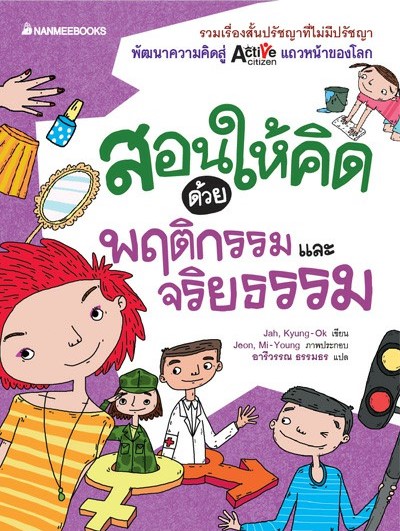 NANMEEBOOKS
รวมเรื่องสั้นปรัชญาที่ไม่มีปรัชญา
พัฒนาความคิดสู่ Active citizen แถวหน้าของโลก
สอนให้คิด
ด้วย
พฤติกรรม และ
จริยธรรม
Jah, Kyung-Ok เขียน
Jeon, Mi-Young ภาพประกอบ
อารีวรรณ ธรรมธร แปล